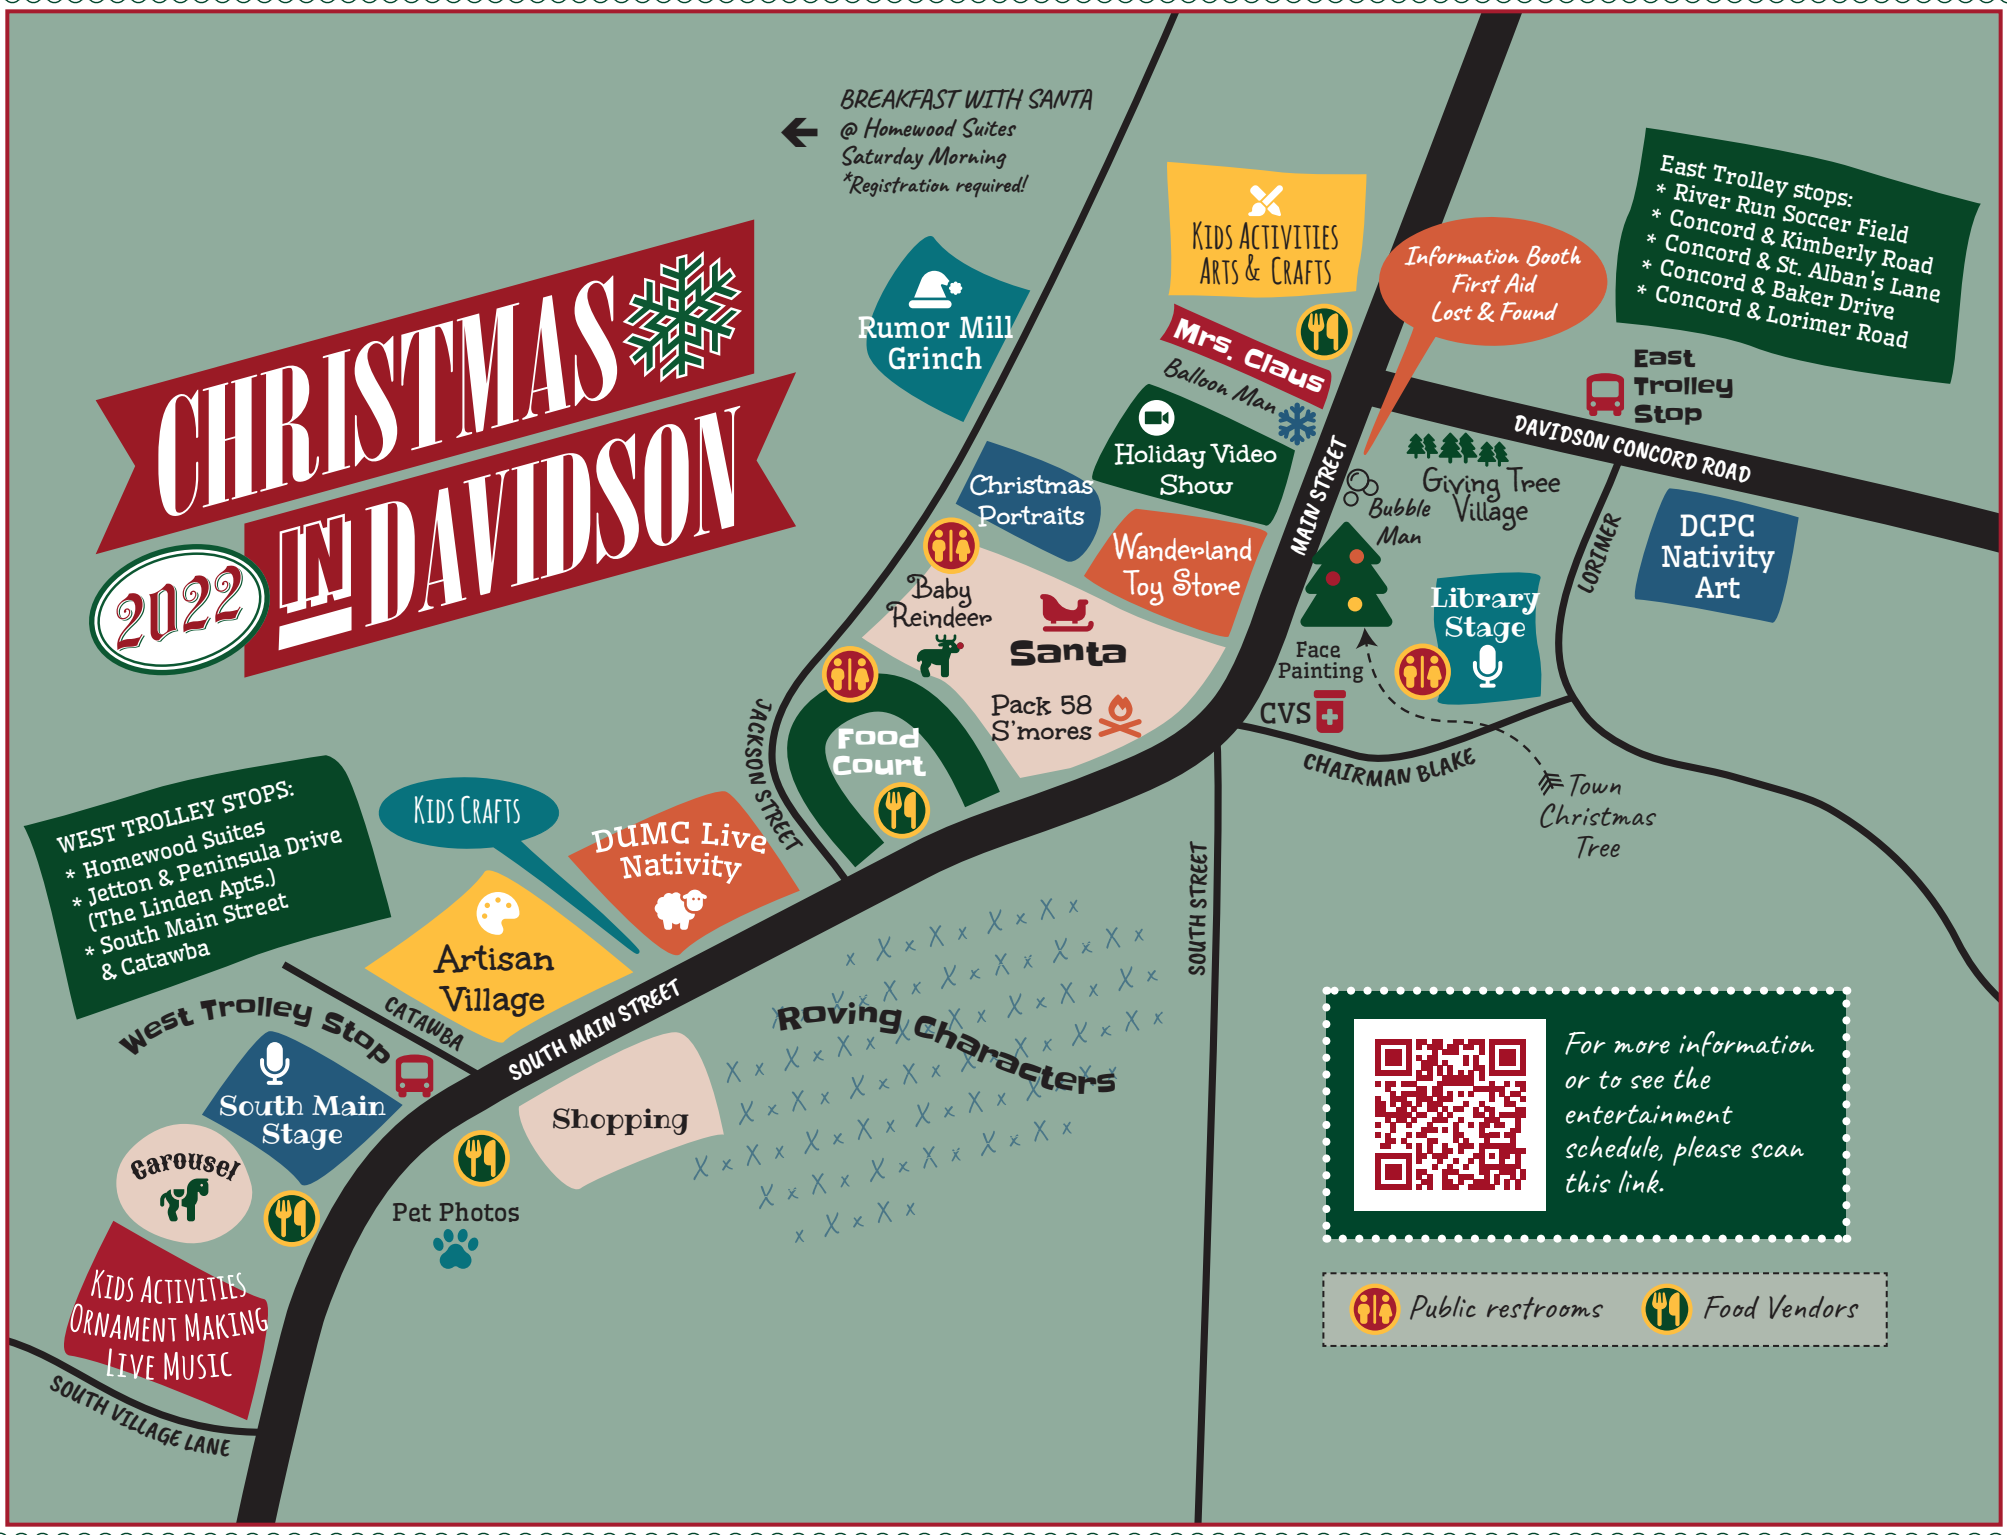 BREAKFAST WITH SANTA
@ Homewood Suites
Saturday Morning
*Registration required!
CHRISTMAS
IN DAVIDSON
2022
Rumor Mill
Grinch
Kids Activities
Arts & Crafts
Mrs. Claus
Balloon Man
Holiday Video
Show
Christmas
Portraits
Wanderland
Toy Store
Information Booth
First Aid
Lost & Found
East Trolley stops:
* River Run Soccer Field
* Concord & Kimberly Road
* Concord & St. Alban's Lane
* Concord & Baker Drive
* Concord & Lorimer Road
East
Trolley
Stop
DAVIDSON CONCORD ROAD
MAIN STREET
Giving Tree
Village
Bubble
Man
LORIMER
DCPC
Nativity
Art
Library
Stage
Face
Painting
CVS
CHAIRMAN BLAKE
Town
Christmas
Tree
Baby
Reindeer
Santa
Pack 58
S'mores
JACKSON STREET
Food
Court
SOUTH STREET
WEST TROLLEY STOPS:
* Homewood Suites
* Jetton & Peninsula Drive
(The Linden Apts.)
* South Main Street
& Catawba
Kids Crafts
DUMC Live
Nativity
Artisan
Village
CATAWBA
West Trolley Stop
SOUTH MAIN STREET
South Main
Stage
Shopping
Roving Characters
Carousel
Pet Photos
Kids Activities
Ornament Making
Live Music
SOUTH VILLAGE LANE
For more information
or to see the
entertainment
schedule, please scan
this link.
Public restrooms
Food Vendors